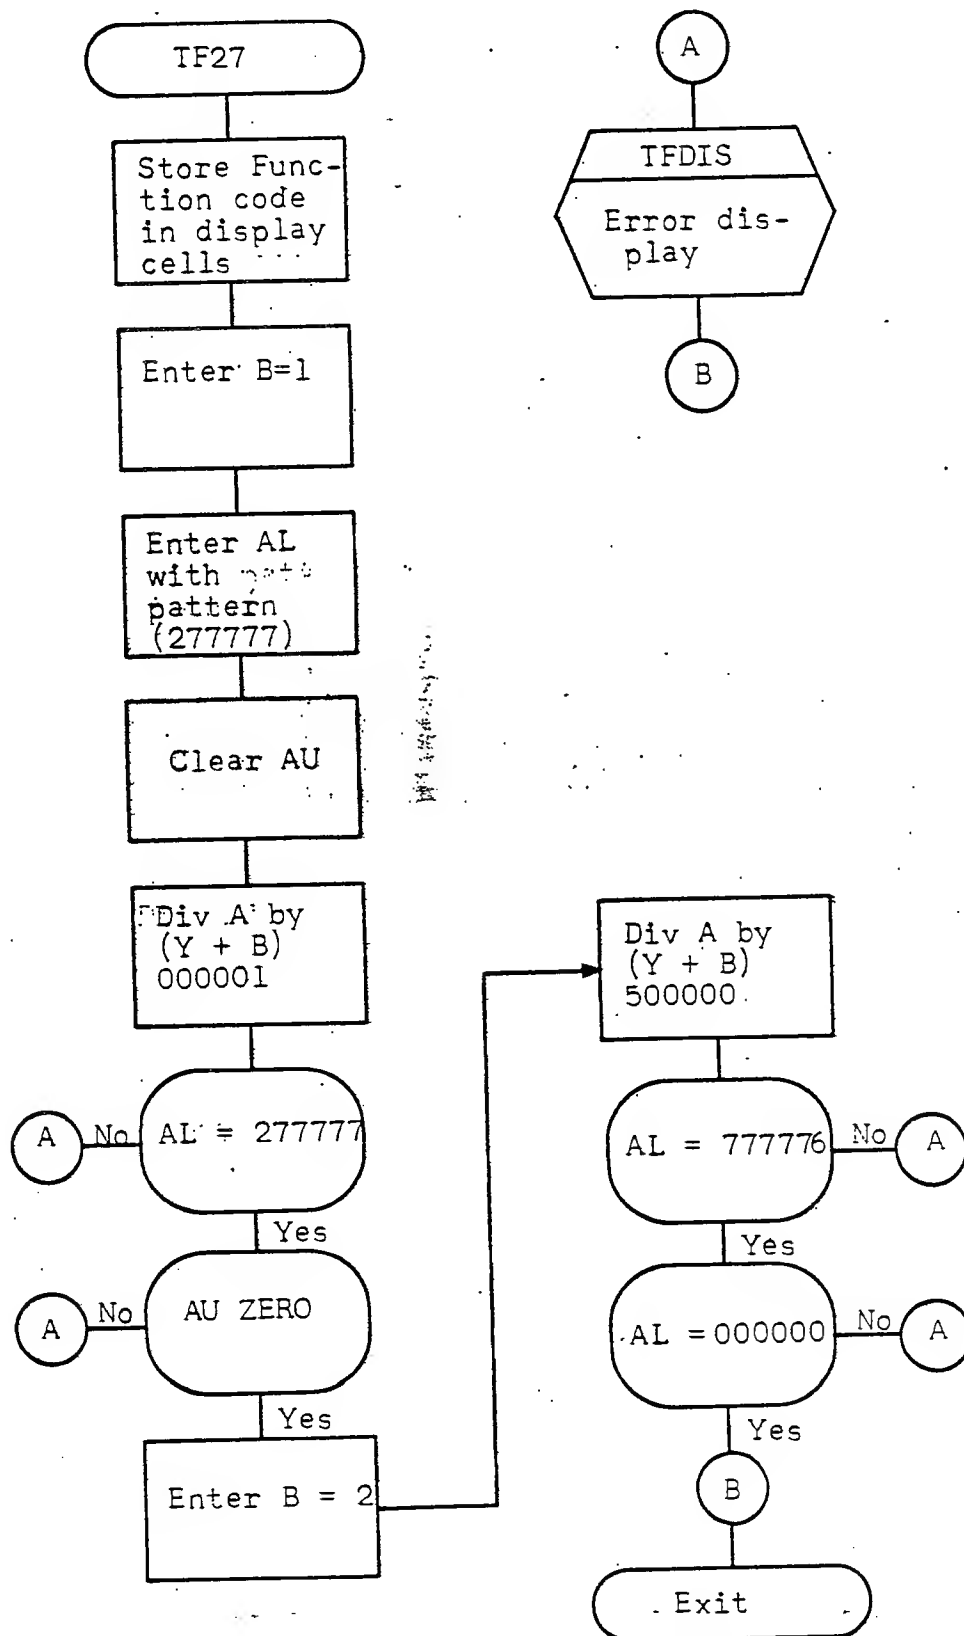 TF27
Store Func-
tion code
in display
cells
Enter B=1
Enter AL
with
pattern
(277777)
Clear AU
Div A by
(Y + B)
000001
AL = 277777
No
A
Yes
AU ZERO
No
A
Yes
Enter B = 2
A
TFDIS
Error dis-
play
B
Div A by
(Y + B)
500000
AL = 777776
No
A
Yes
AL = 000000
No
A
Yes
B
Exit